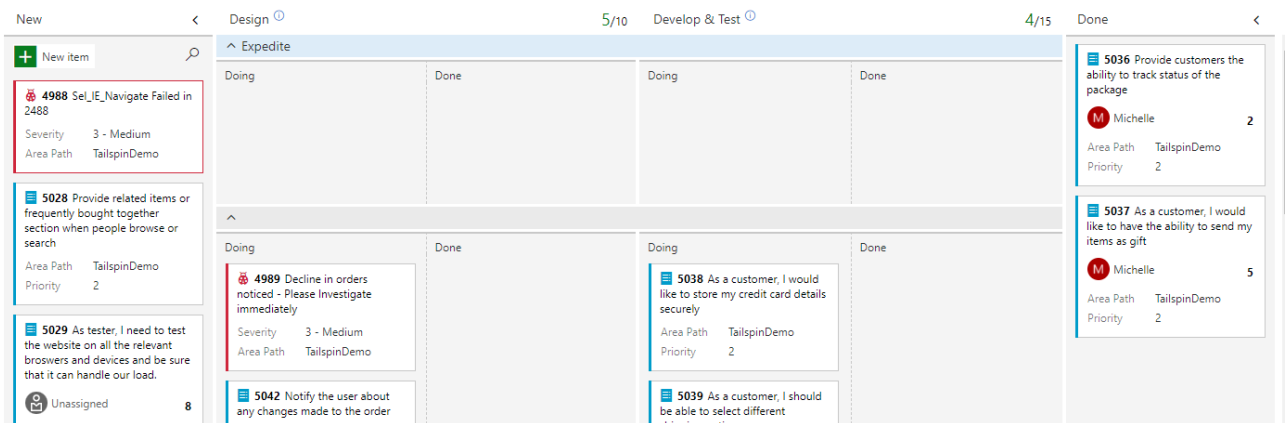 New
Design
5/10
Develop & Test
4/15
Done
New item
Expedite
Doing
Done
Doing
Done
4988 Sel_IE_Navigate Failed in
2488
Severity 3 - Medium
Area Path TailspinDemo
5028 Provide related items or
frequently bought together
section when people browse or
search
Area Path TailspinDemo
Priority 2
5029 As tester, I need to test
the website on all the relevant
broswers and devices and be sure
that it can handle our load.
Unassigned 8
Doing
Done
Doing
Done
4989 Decline in orders
noticed - Please Investigate
immediately
Severity 3 - Medium
Area Path TailspinDemo
5042 Notify the user about
any changes made to the order
5038 As a customer, I would
like to store my credit card details
securely
Area Path TailspinDemo
Priority 2
5039 As a customer, I should
be able to select different
5036 Provide customers the
ability to track status of the
package
M Michelle 2
Area Path TailspinDemo
Priority 2
5037 As a customer, I would
like to have the ability to send my
items as gift
M Michelle 5
Area Path TailspinDemo
Priority 2